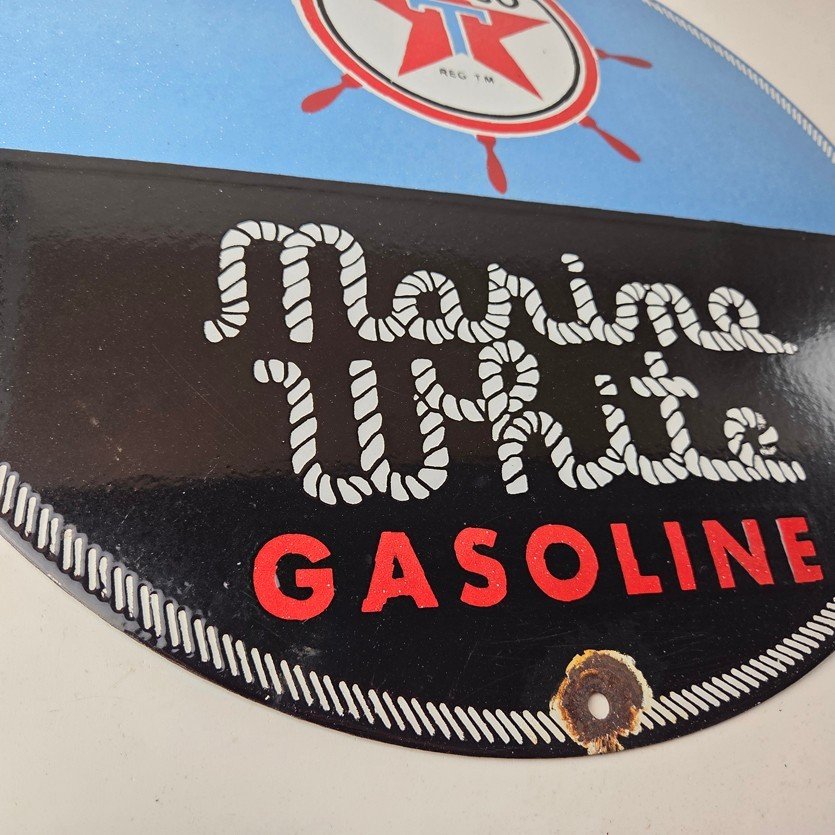 T
REG TM
Marine
White
GASOLINE